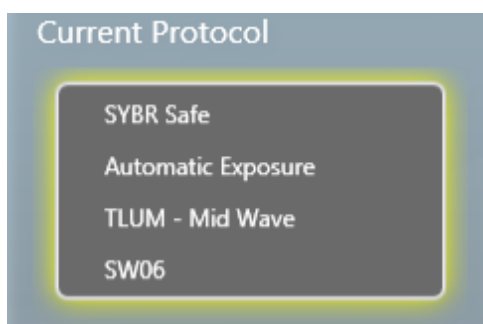 Current Protocol
SYBR Safe
Automatic Exposure
TLUM - Mid Wave
SW06